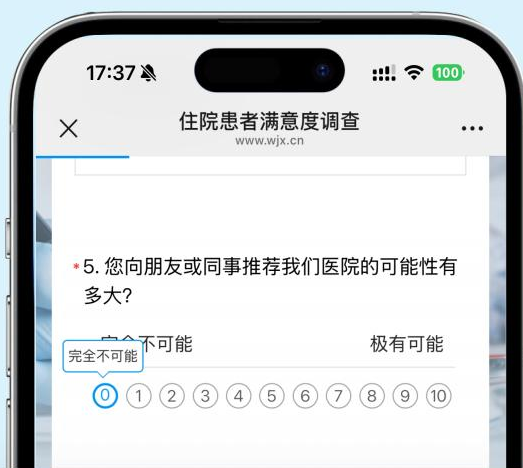 17:37
100
住院患者满意度调查
www.wjx.cn
*5. 您向朋友或同事推荐我们医院的可能性有
多大?
完全不可能 极有可能
完全不可能
0 1 2 3 4 5 6 7 8 9 10